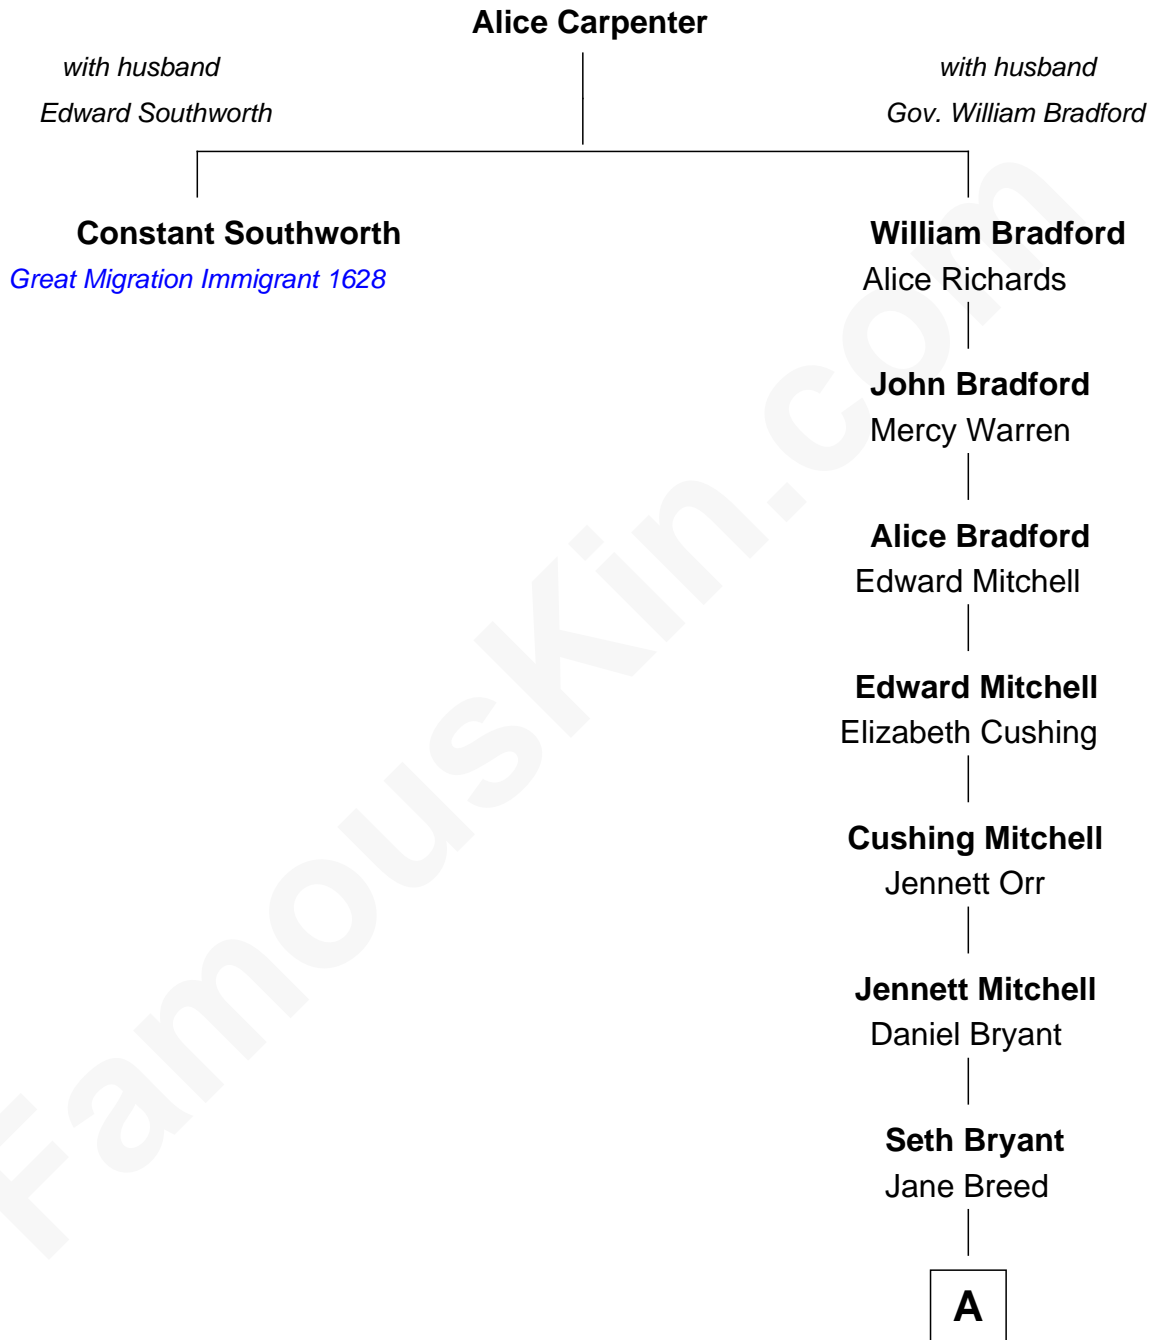 Alice Carpenter
with husband
Edward Southworth
with husband
Gov. William Bradford
Constant Southworth
Great Migration Immigrant 1628
William Bradford
Alice Richards
John Bradford
Mercy Warren
Alice Bradford
Edward Mitchell
Edward Mitchell
Elizabeth Cushing
Cushing Mitchell
Jennett Orr
Jennett Mitchell
Daniel Bryant
Seth Bryant
Jane Breed
A
FamousKin.com